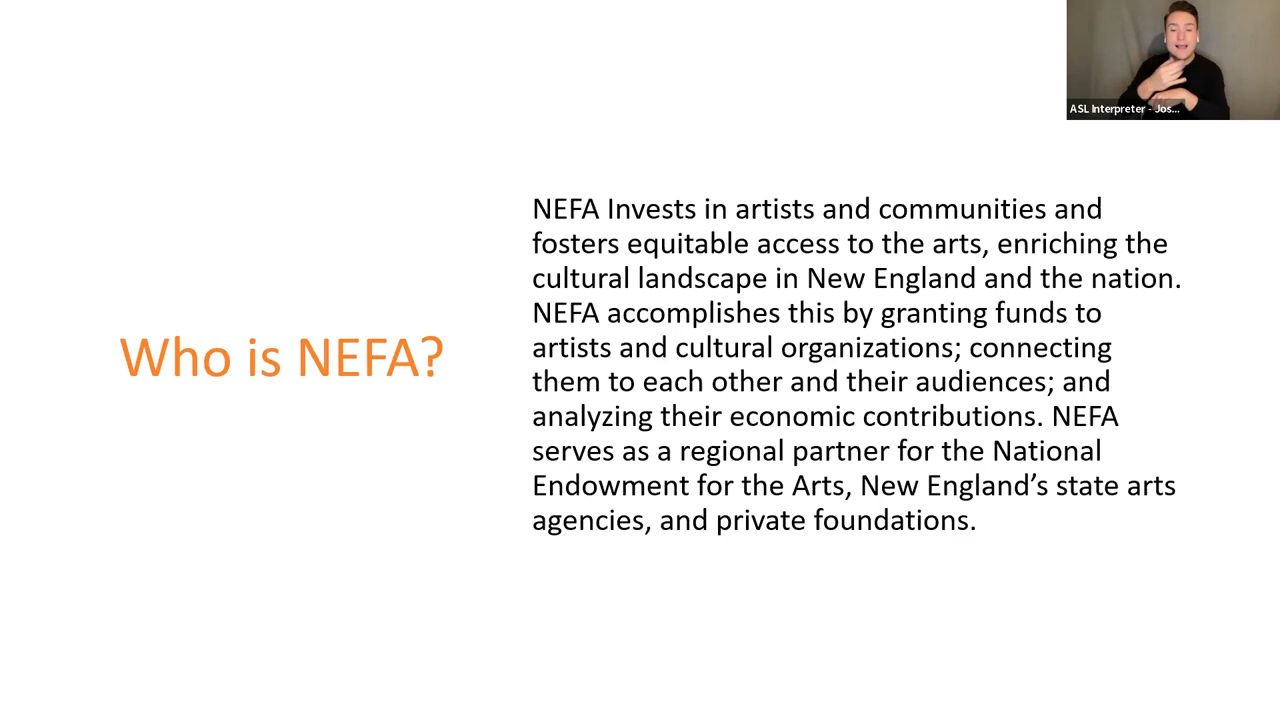 ASL Interpreter - Jos...
Who is NEFA?
NEFA Invests in artists and communities and
fosters equitable access to the arts, enriching the
cultural landscape in New England and the nation.
NEFA accomplishes this by granting funds to
artists and cultural organizations; connecting
them to each other and their audiences; and
analyzing their economic contributions. NEFA
serves as a regional partner for the National
Endowment for the Arts, New England’s state arts
agencies, and private foundations.